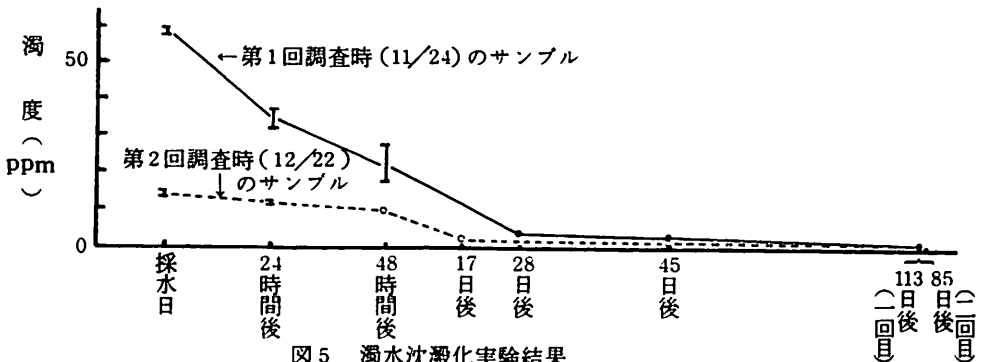 濁度(ppm)
50
0
←第1回調査時(11/24)のサンプル
第2回調査時(12/22)
のサンプル
採水日
24時間後
48時間後
17日後
28日後
45日後
113日後(一回目)
85日後(二回目)
図5 濁水沈澱化実験結果